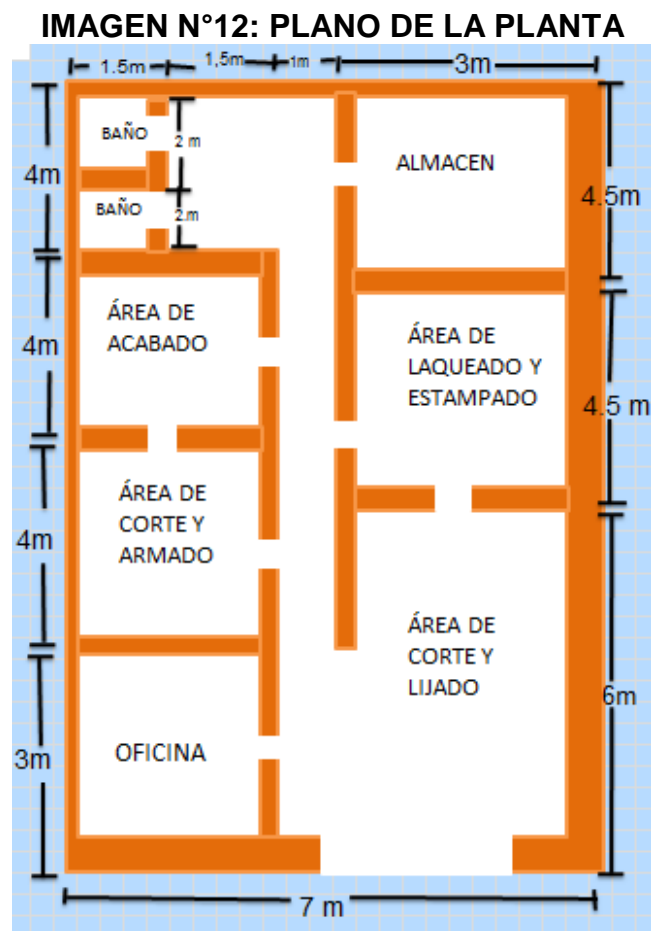 IMAGEN N°12: PLANO DE LA PLANTA
1.5m
1,5m
1m
3m
BAÑO
2 m
ALMACEN
4m
4.5m
BAÑO
2.m
ÁREA DE
ACABADO
4m
ÁREA DE
LAQUEADO Y
ESTAMPADO
4.5 m
ÁREA DE
CORTE Y
ARMADO
4m
ÁREA DE
CORTE Y
LIJADO
6m
OFICINA
3m
7 m